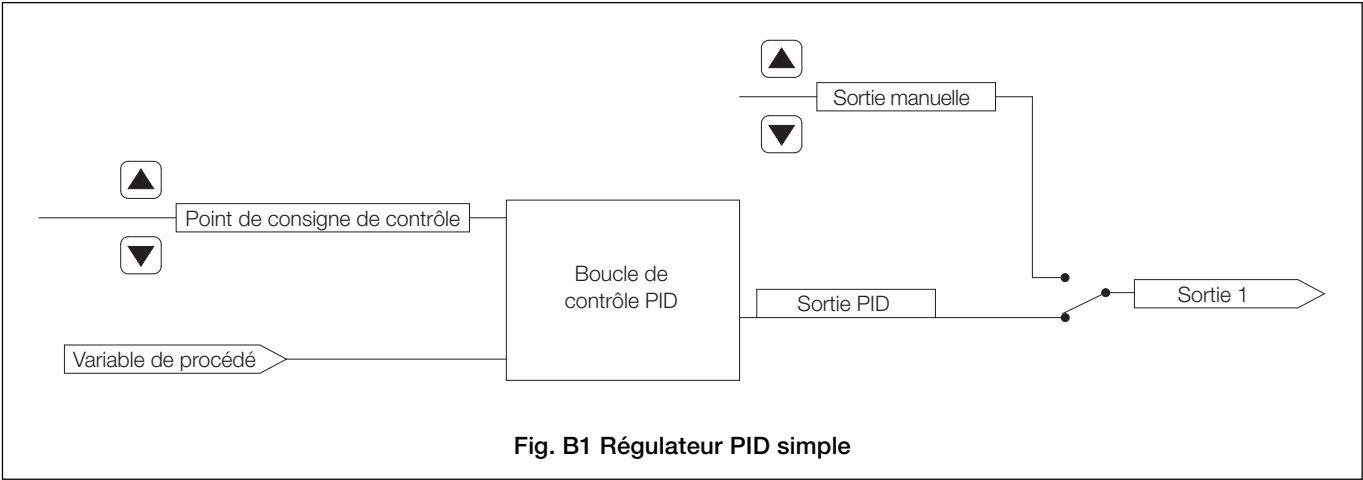 Sortie manuelle
Point de consigne de contrôle
Boucle de
contrôle PID
Sortie PID
Sortie 1
Variable de procédé
Fig. B1 Régulateur PID simple